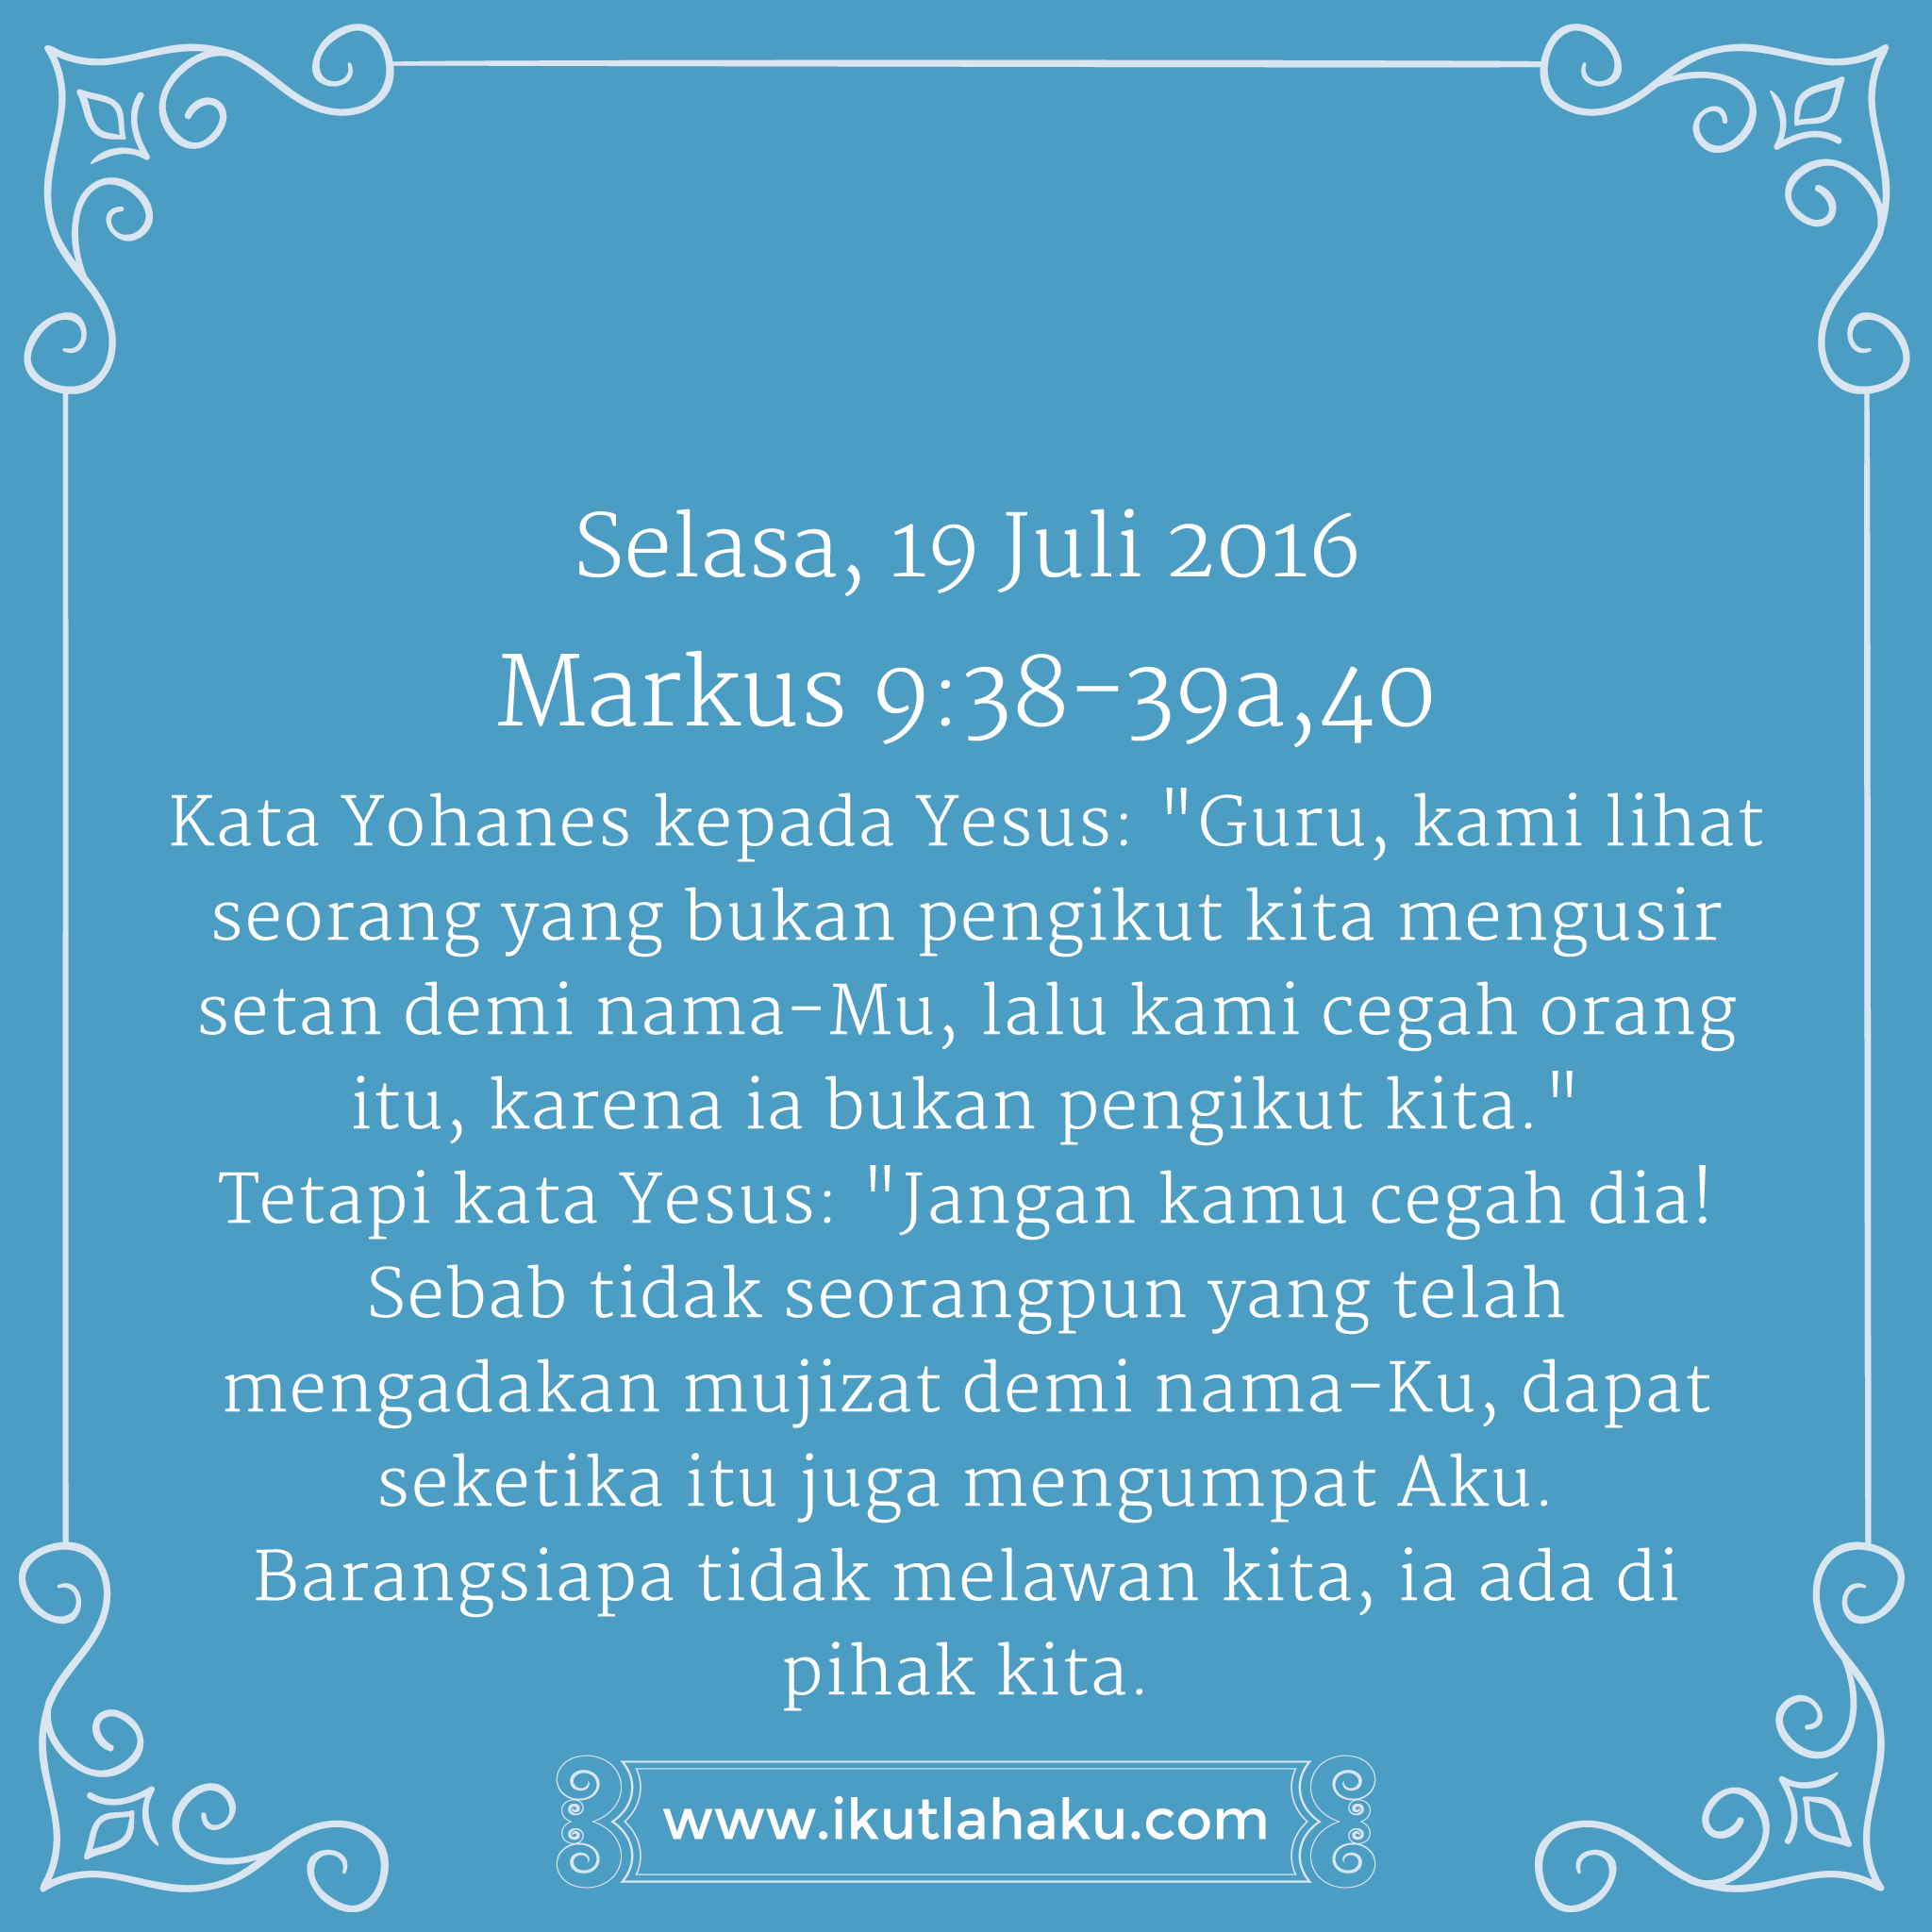 Selasa, 19 Juli 2016
Markus 9:38-39a,40
Kata Yohanes kepada Yesus: "Guru, kami lihat
seorang yang bukan pengikut kita mengusir
setan demi nama-Mu, lalu kami cegah orang
itu, karena ia bukan pengikut kita. "
Tetapi kata Yesus: "Jangan kamu cegah dia!
Sebab tidak seorangpun yang telah
mengadakan mujizat demi nama-Ku, dapat
seketika itu juga mengumpat Aku.
Barangsiapa tidak melawan kita, ia ada di
pihak kita.
www.ikutlahaku.com